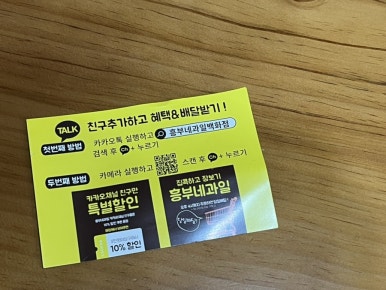 TALK
친구추가하고 혜택&배달받기 !
첫번째 방법
카카오톡 실행하고 흥부네과일백화점
검색 후 Ch + 누르기
두번째 방법
카메라 실행하고 스캔 후 Ch + 누르기
카카오채널 친구만
특별할인
10% 할인
친추하고 장보기
흥부네과일